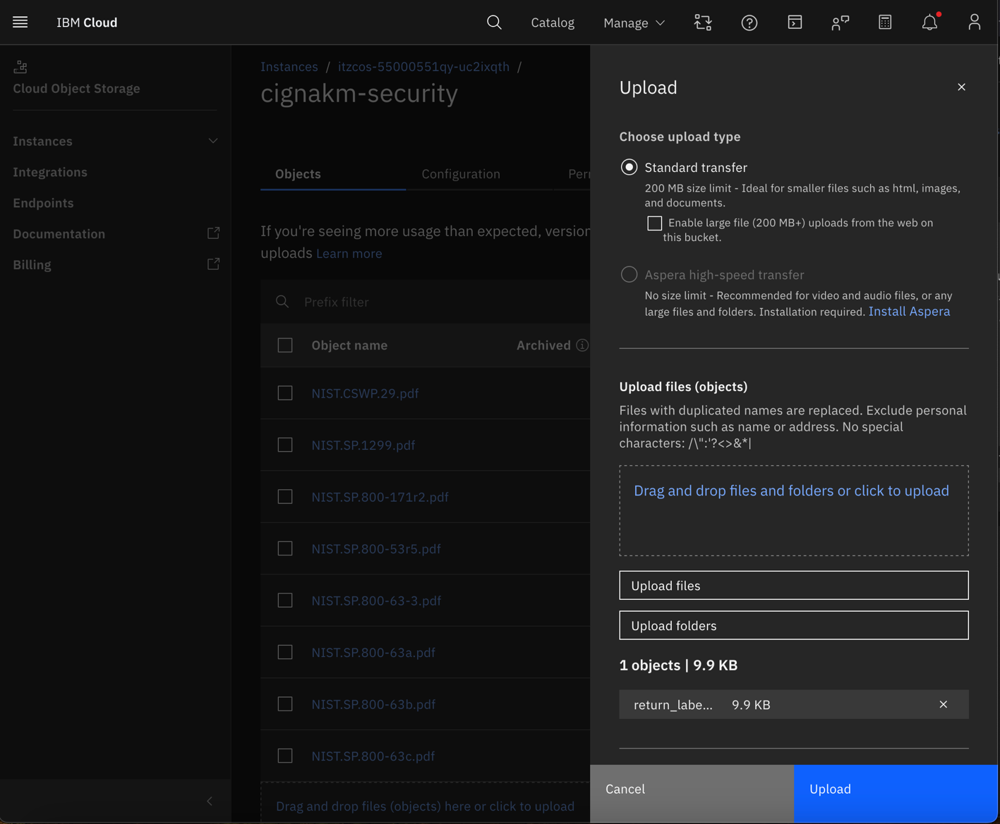 IBM Cloud
Catalog
Manage
Cloud Object Storage
Instances
Integrations
Endpoints
Documentation
Billing
Instances / itzcos-55000551qy-uc2ixqth /
cignakm-security
Objects
Configuration
If you're seeing more usage than expected,
uploads Learn more
Prefix filter
Object name
Archived
NIST.CSWP.29.pdf
NIST.SP.1299.pdf
NIST.SP.800-171r2.pdf
NIST.SP.800-53r5.pdf
NIST.SP.800-63-3.pdf
NIST.SP.800-63a.pdf
NIST.SP.800-63b.pdf
NIST.SP.800-63c.pdf
Drag and drop files (objects) here or click to upload
Upload
Choose upload type
Standard transfer
200 MB size limit - Ideal for smaller files such as html, images,
and documents.
Enable large file (200 MB+) uploads from the web on
this bucket.
Aspera high-speed transfer
No size limit - Recommended for video and audio files, or any
large files and folders. Installation required. Install Aspera
Upload files (objects)
Files with duplicated names are replaced. Exclude personal
information such as name or address. No special
characters: /\":'?<>&*|
Drag and drop files and folders or click to upload
Upload files
Upload folders
1 objects | 9.9 KB
return_labe... 9.9 KB
Cancel
Upload